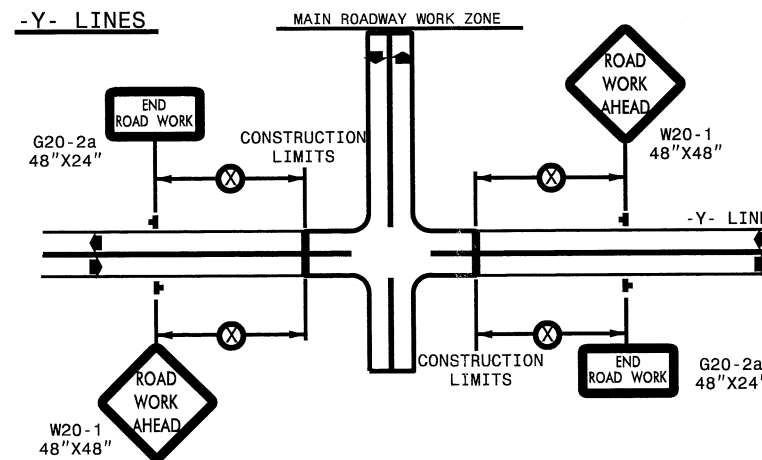 -Y- LINES
MAIN ROADWAY WORK ZONE
END
ROAD WORK
G20-2a
48"X24"
CONSTRUCTION
LIMITS
X
X
ROAD
WORK
AHEAD
W20-1
48"X48"
-Y- LINE
X
X
ROAD
WORK
AHEAD
W20-1
48"X48"
CONSTRUCTION
LIMITS
END
ROAD WORK
G20-2a
48"X24"